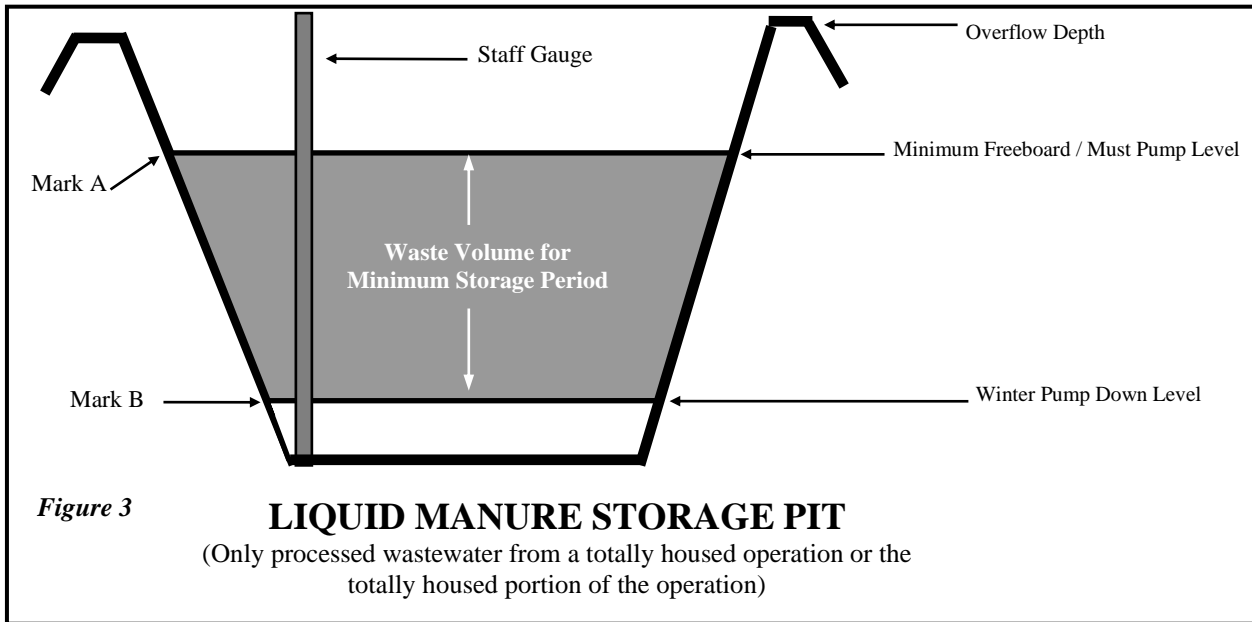 Overflow Depth
Staff Gauge
Minimum Freeboard / Must Pump Level
Mark A
Waste Volume for
Minimum Storage Period
Mark B
Winter Pump Down Level
Figure 3
LIQUID MANURE STORAGE PIT
(Only processed wastewater from a totally housed operation or the
totally housed portion of the operation)